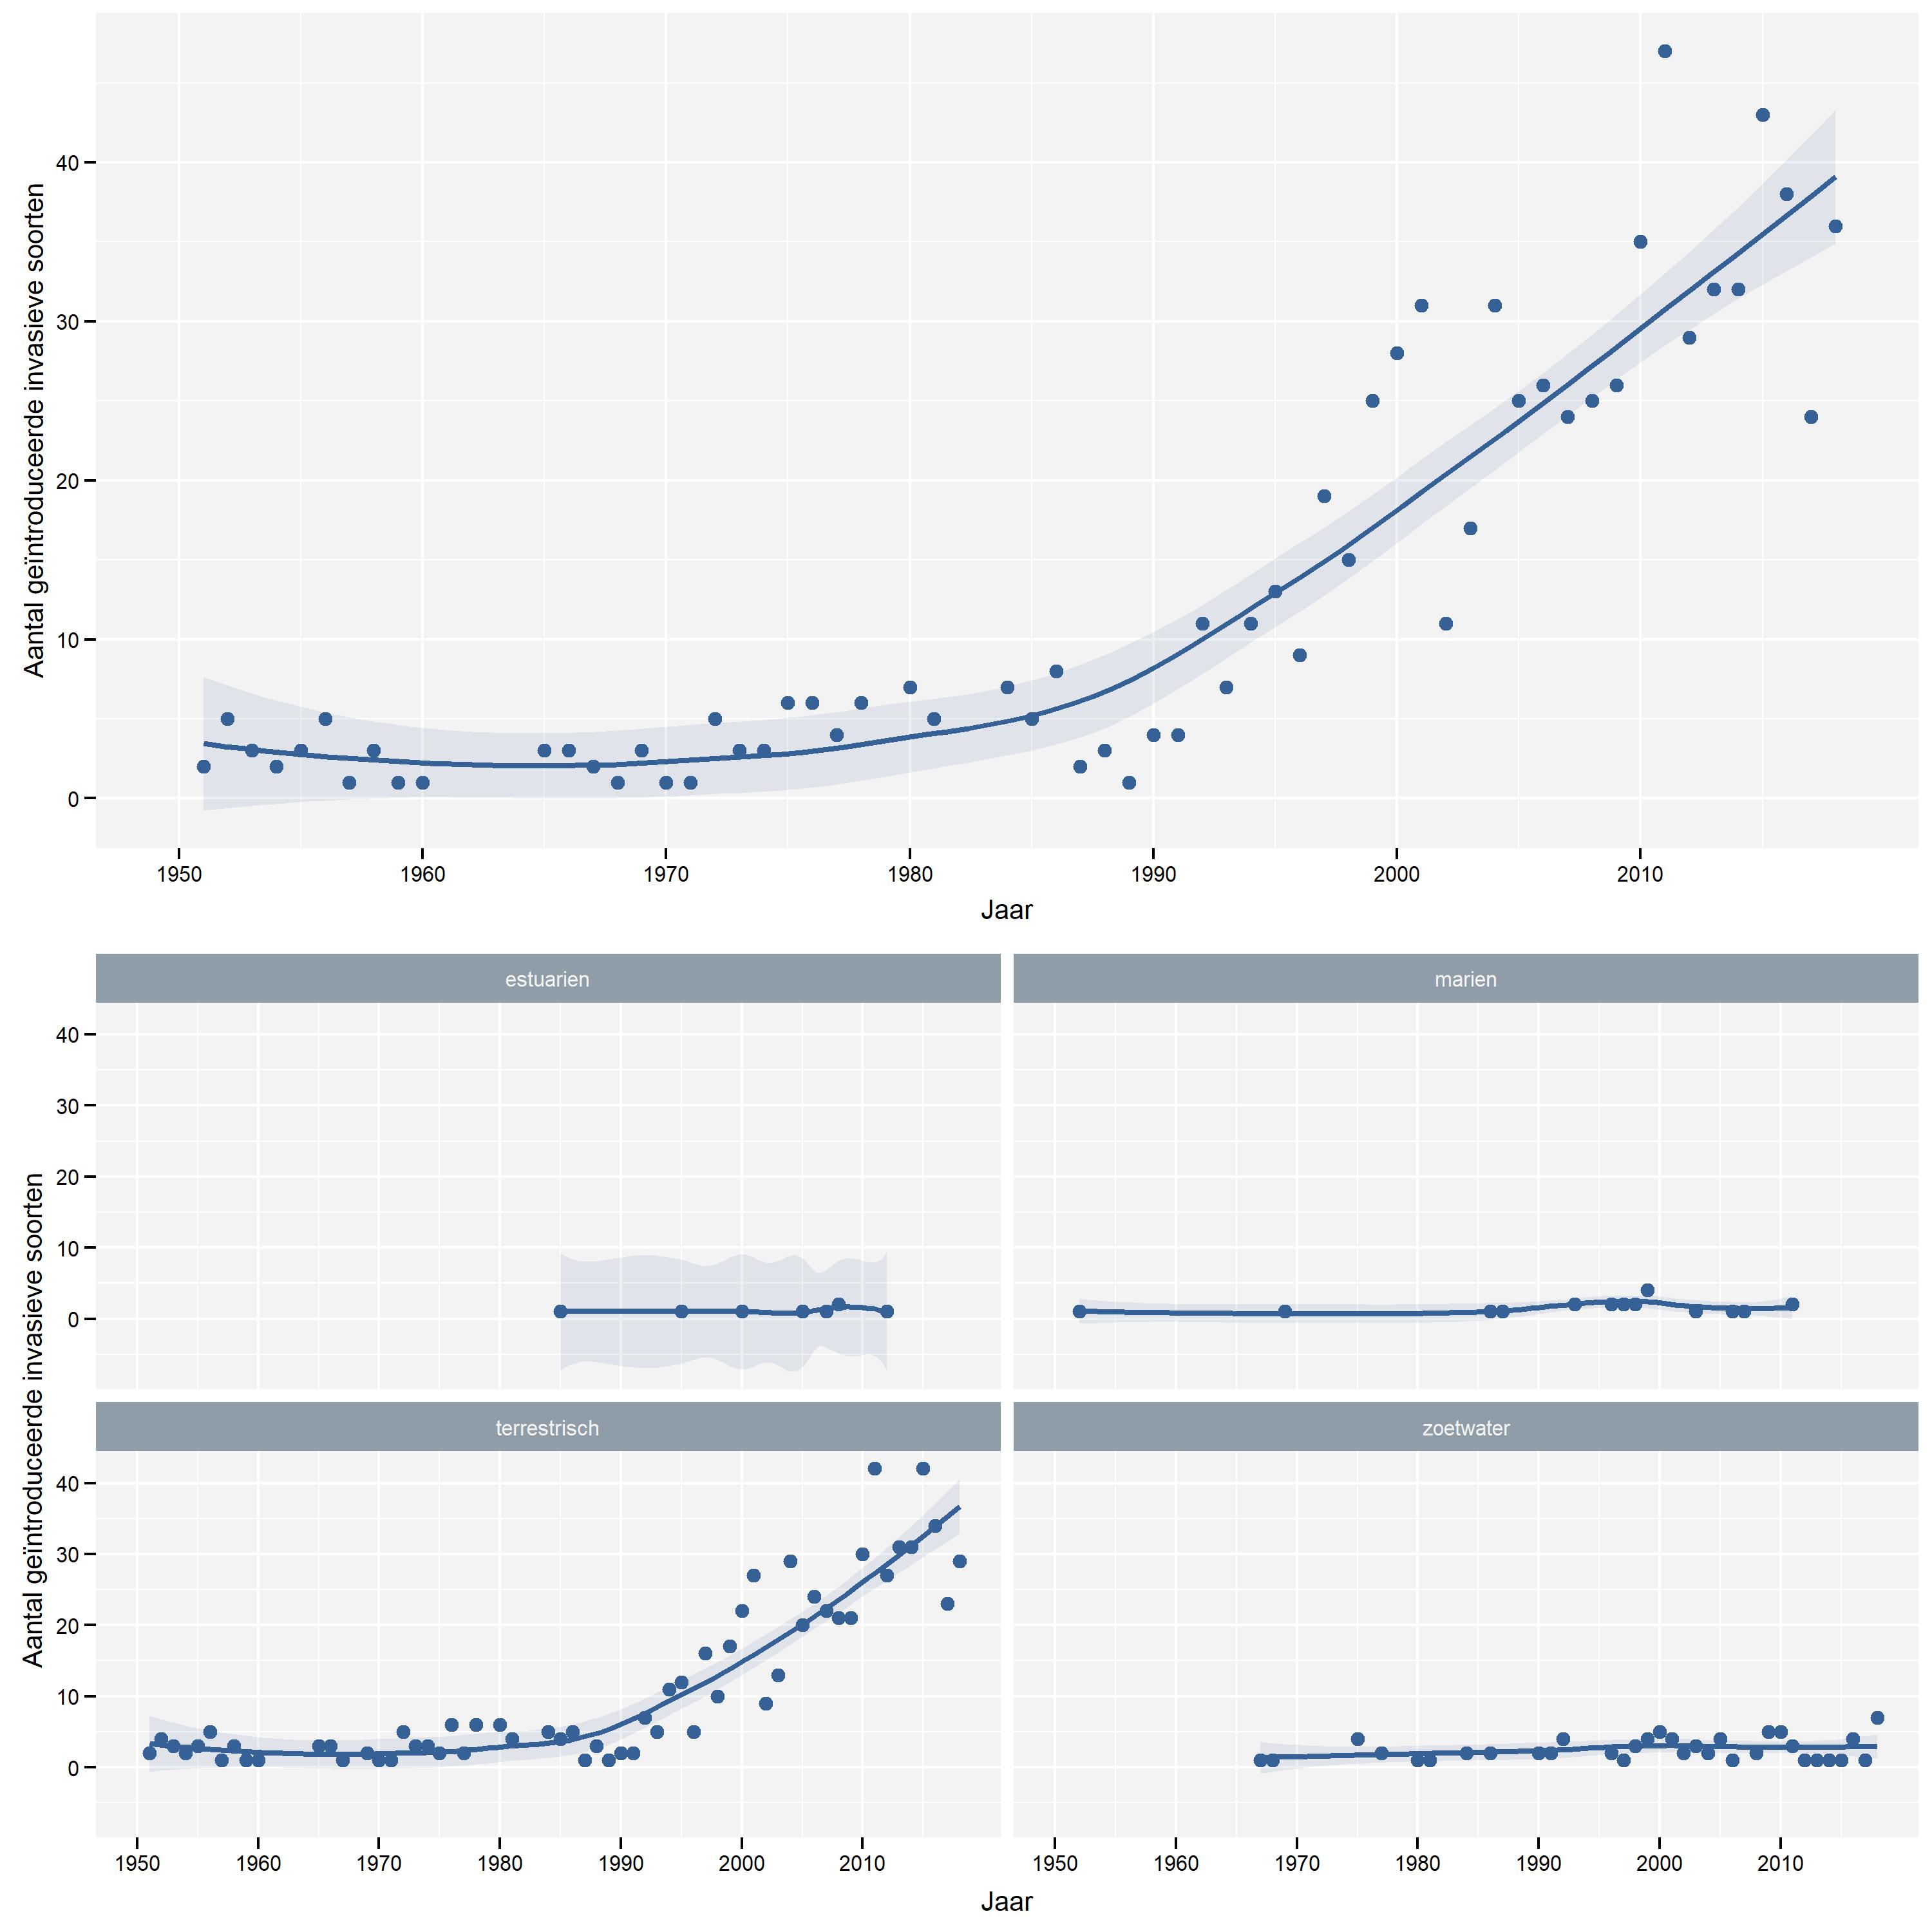 Aantal geïntroduceerde invasieve soorten
40
30
20
10
0
1950 1960 1970 1980 1990 2000 2010
Jaar
Aantal geïntroduceerde invasieve soorten
estuarien marien
40
30
20
10
0
terrestrisch zoetwater
40
30
20
10
0
1950 1960 1970 1980 1990 2000 2010 1950 1960 1970 1980 1990 2000 2010
Jaar